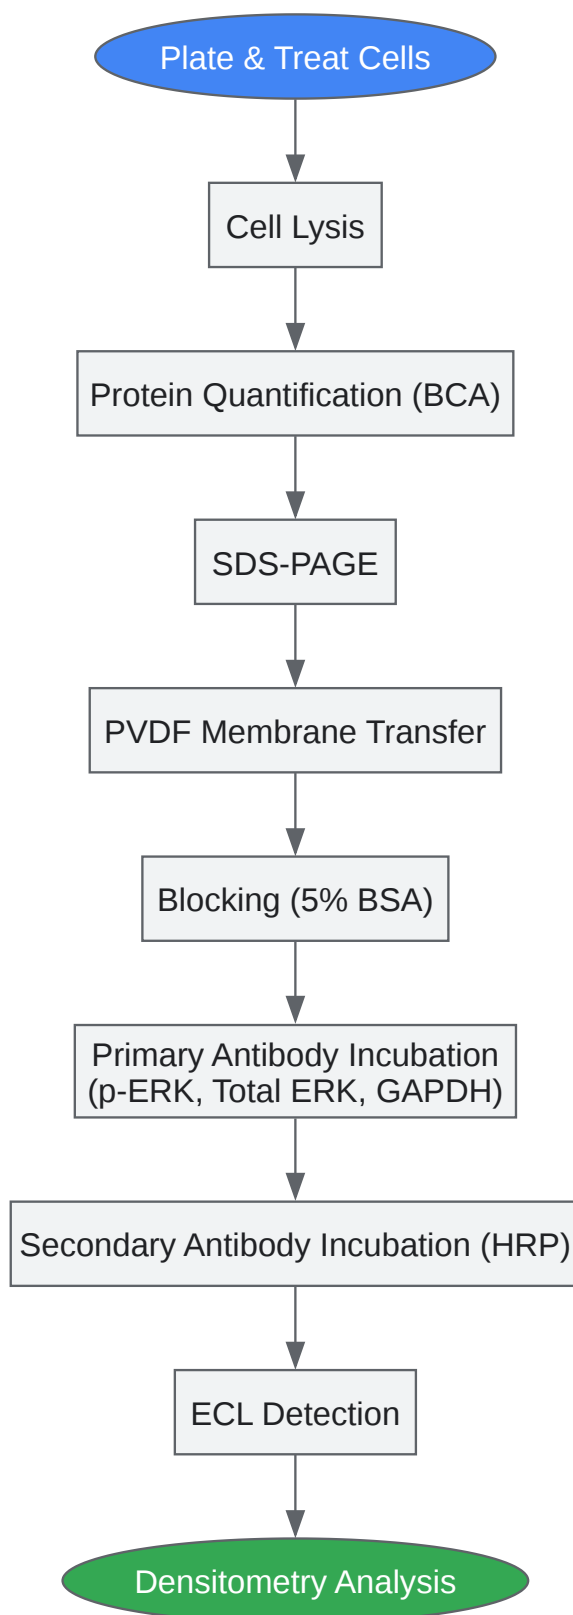 Plate & Treat Cells
Cell Lysis
Protein Quantification (BCA)
SDS-PAGE
PVDF Membrane Transfer
Blocking (5% BSA)
Primary Antibody Incubation
(p-ERK, Total ERK, GAPDH)
Secondary Antibody Incubation (HRP)
ECL Detection
Densitometry Analysis